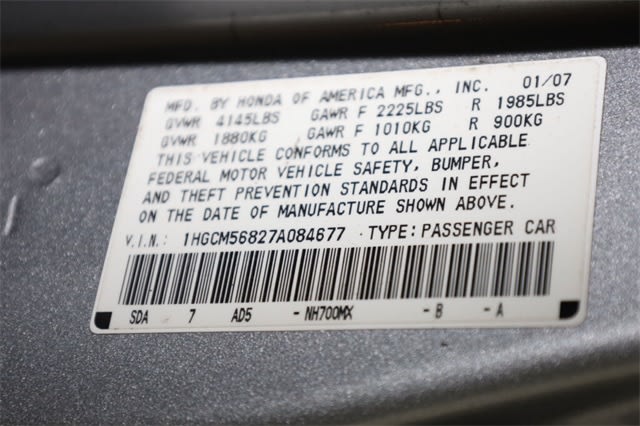 MFD. BY HONDA OF AMERICA MFG., INC. 01/07
GVWR 4145LBS GAWR F 2225LBS R 1985LBS
GVWR 1880KG GAWR F 1010KG R 900KG
THIS VEHICLE CONFORMS TO ALL APPLICABLE
FEDERAL MOTOR VEHICLE SAFETY, BUMPER,
AND THEFT PREVENTION STANDARDS IN EFFECT
ON THE DATE OF MANUFACTURE SHOWN ABOVE.
V.I.N.: 1HGCM56827A084677 TYPE: PASSENGER CAR
SDA 7 AD5 -NH700MX -B -A